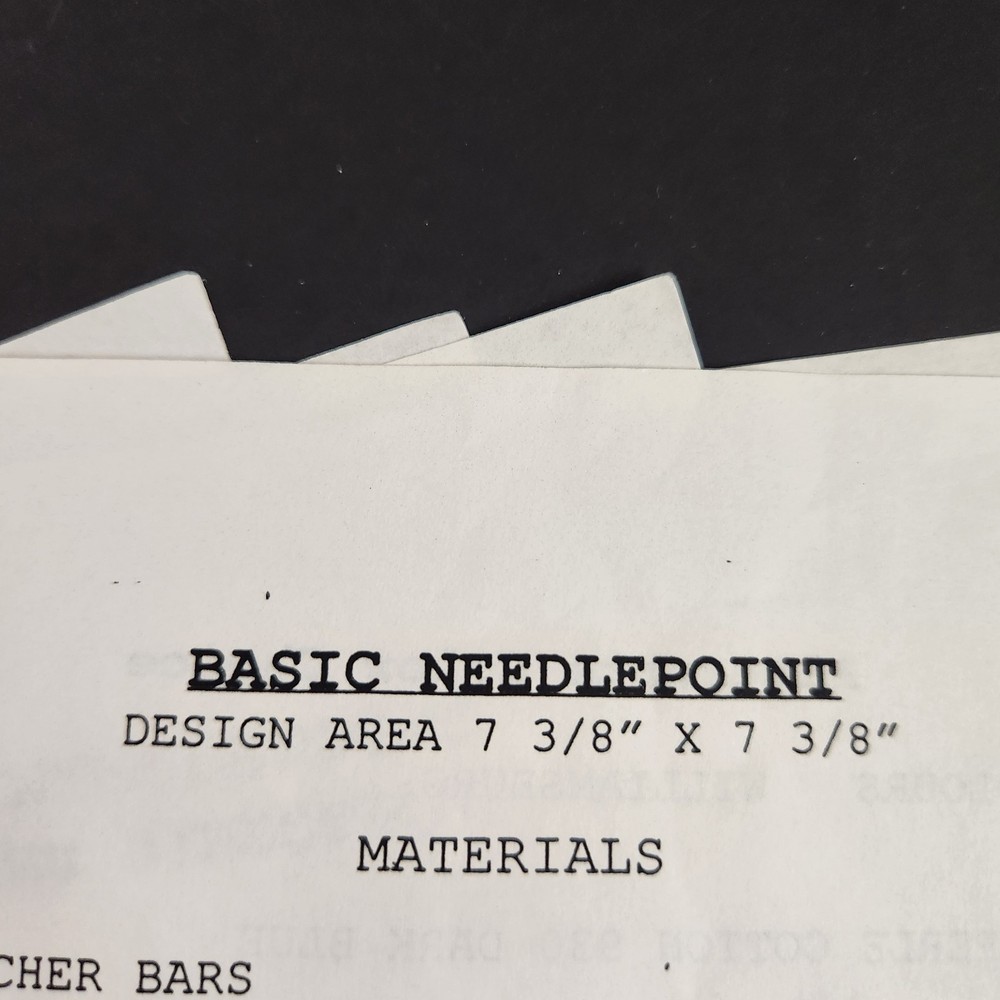 BASIC NEEDLEPOINT
DESIGN AREA 7 3/8" X 7 3/8"
MATERIALS
CHER BARS